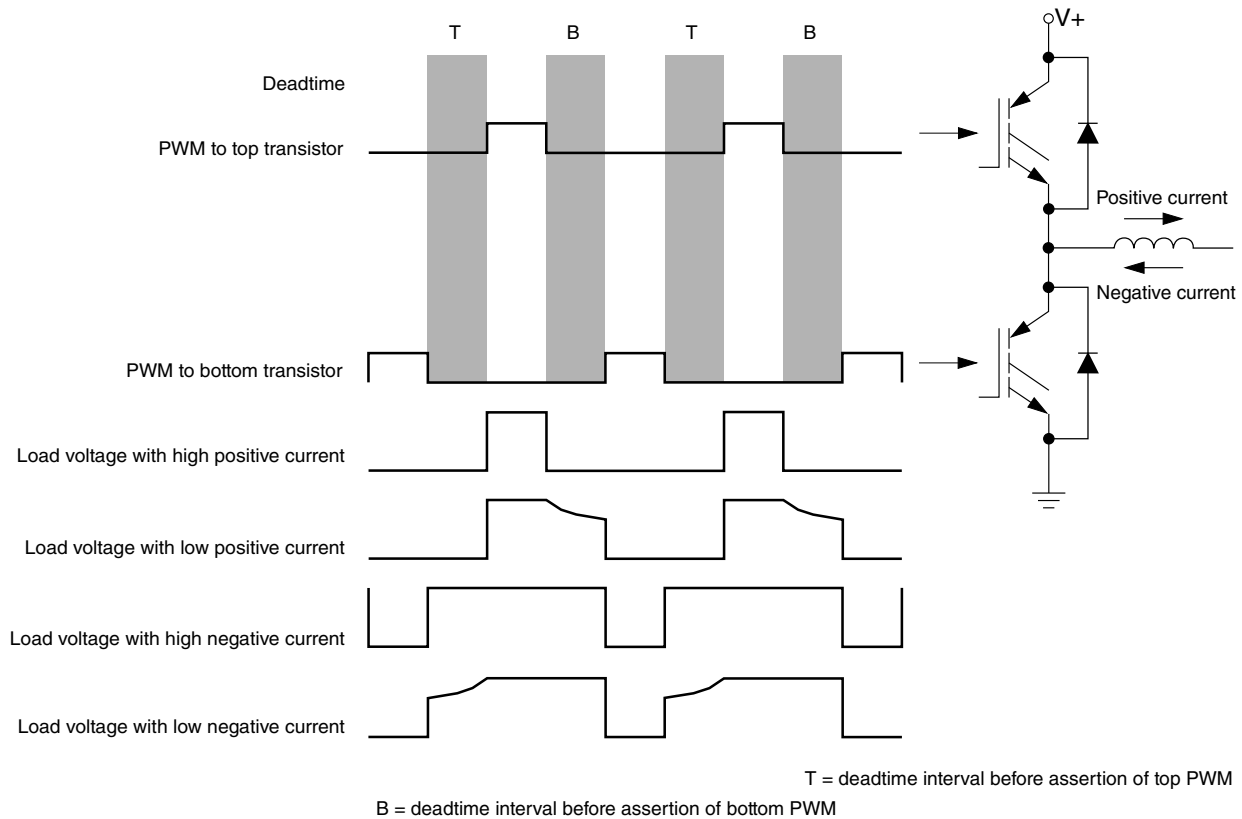 T B T B
V+
Deadtime
PWM to top transistor
Positive current
Negative current
PWM to bottom transistor
Load voltage with high positive current
Load voltage with low positive current
Load voltage with high negative current
Load voltage with low negative current
T = deadtime interval before assertion of top PWM
B = deadtime interval before assertion of bottom PWM